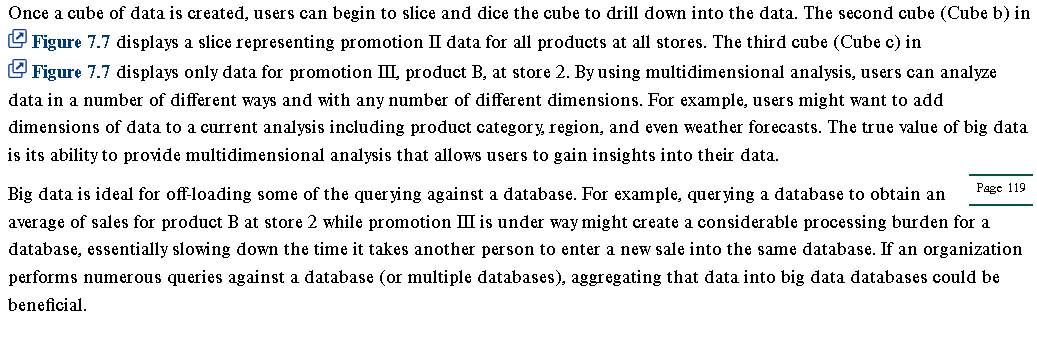 Once a cube of data is created, users can begin to slice and dice the cube to drill down into the data. The second cube (Cube b) in
Figure 7.7 displays a slice representing promotion II data for all products at all stores. The third cube (Cube c) in
Figure 7.7 displays only data for promotion III, product B, at store 2. By using multidimensional analysis, users can analyze
data in a number of different ways and with any number of different dimensions. For example, users might want to add
dimensions of data to a current analysis including product category, region, and even weather forecasts. The true value of big data
is its ability to provide multidimensional analysis that allows users to gain insights into their data.
Big data is ideal for off-loading some of the querying against a database. For example, querying a database to obtain an
Page 119
average of sales for product B at store 2 while promotion III is under way might create a considerable processing burden for a
database, essentially slowing down the time it takes another person to enter a new sale into the same database. If an organization
performs numerous queries against a database (or multiple databases), aggregating that data into big data databases could be
beneficial.